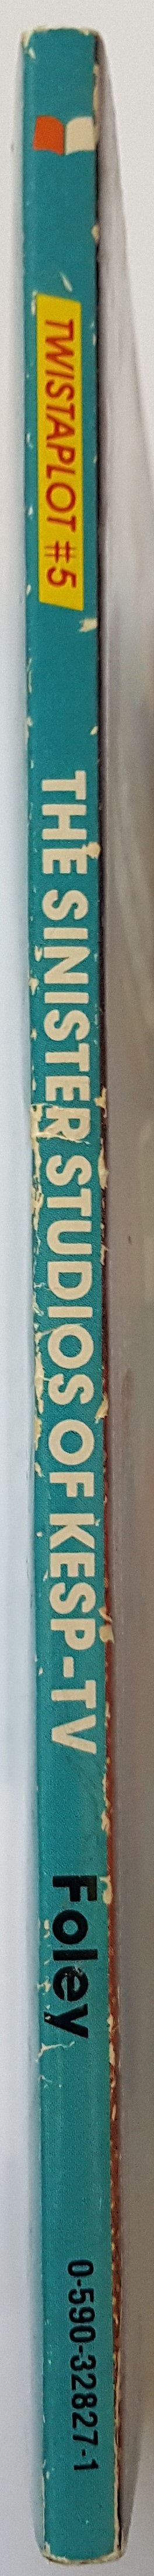 TWISTAPLOT #5
THE SINISTER STUDIOS OF KESP-TV
Foley
0-590-32827-1